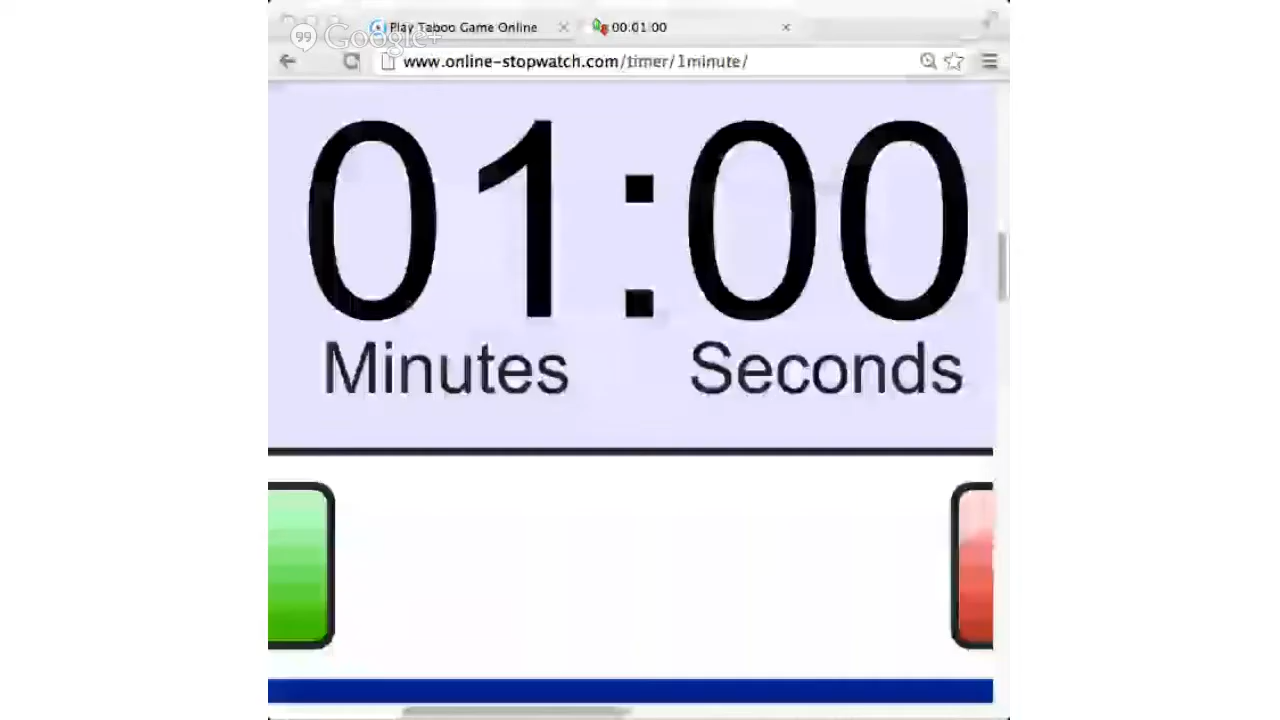 Play Taboo Game Online
00:01:00
Google+
www.online-stopwatch.com/timer/1minute/
01:00
Minutes
Seconds